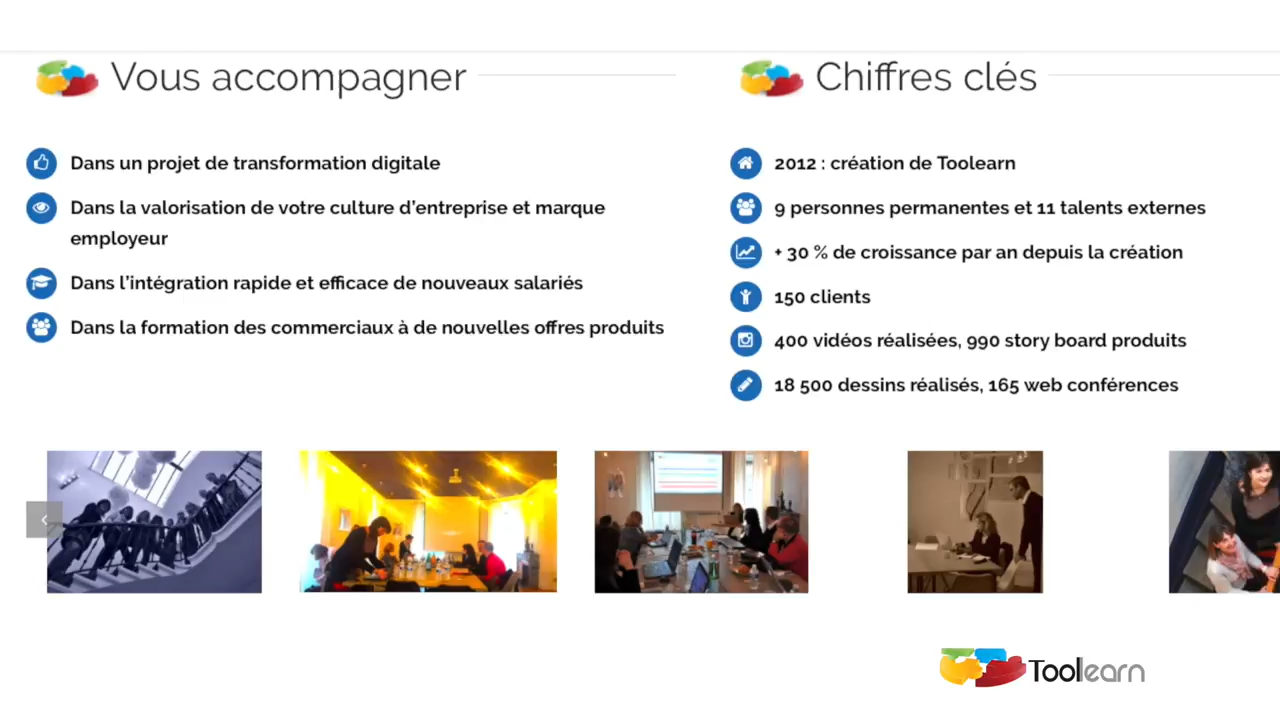 Vous accompagner
Dans un projet de transformation digitale
Dans la valorisation de votre culture d'entreprise et marque
employeur
Dans l'intégration rapide et efficace de nouveaux salariés
Dans la formation des commerciaux à de nouvelles offres produits
Chiffres clés
2012 : création de Toolearn
9 personnes permanentes et 11 talents externes
+ 30 % de croissance par an depuis la création
150 clients
400 vidéos réalisées, 990 story board produits
18 500 dessins réalisés, 165 web conférences
Toolearn